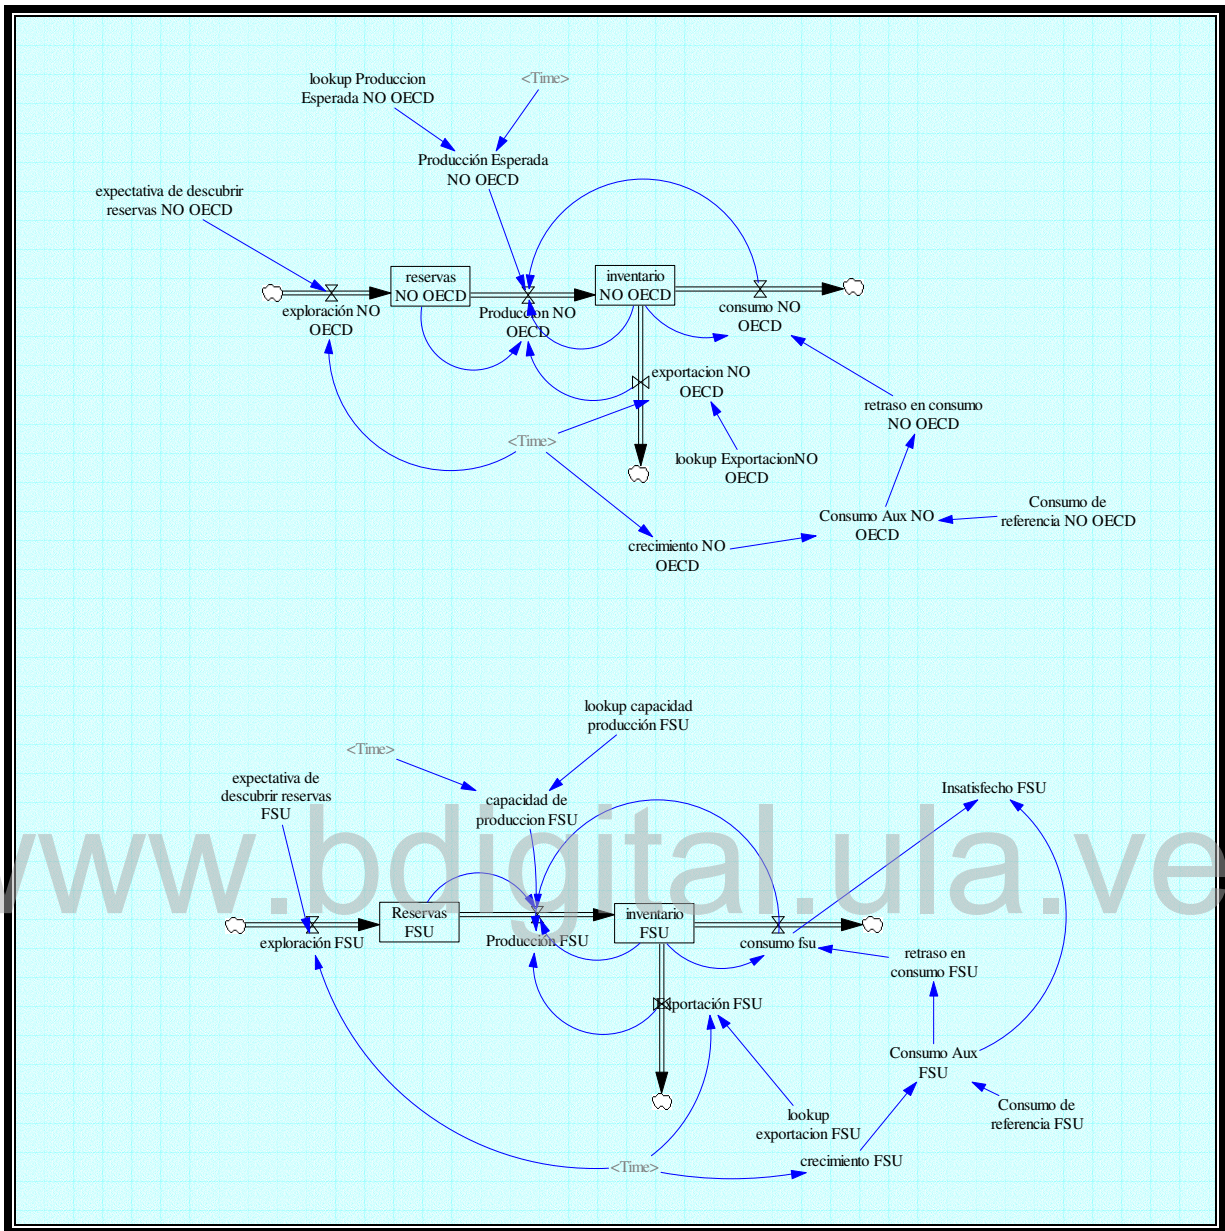 lookup Produccion
Esperada NO OECD
<Time>
Producción Esperada
NO OECD
expectativa de descubrir
reservas NO OECD
reservas
NO OECD
inventario
NO OECD
exploración NO
OECD
Produccion NO
OECD
consumo NO
OECD
exportacion NO
OECD
retraso en consumo
NO OECD
<Time>
lookup ExportacionNO
OECD
Consumo Aux NO
OECD
Consumo de
referencia NO OECD
crecimiento NO
OECD
lookup capacidad
producción FSU
<Time>
expectativa de
descubrir reservas
FSU
capacidad de
produccion FSU
Insatisfecho FSU
www.bdigital.ula.ve
Reservas
FSU
inventario
FSU
exploración FSU
Producción FSU
consumo fsu
retraso en
consumo FSU
Exportación FSU
Consumo Aux
FSU
lookup
exportacion FSU
Consumo de
referencia FSU
crecimiento FSU
<Time>